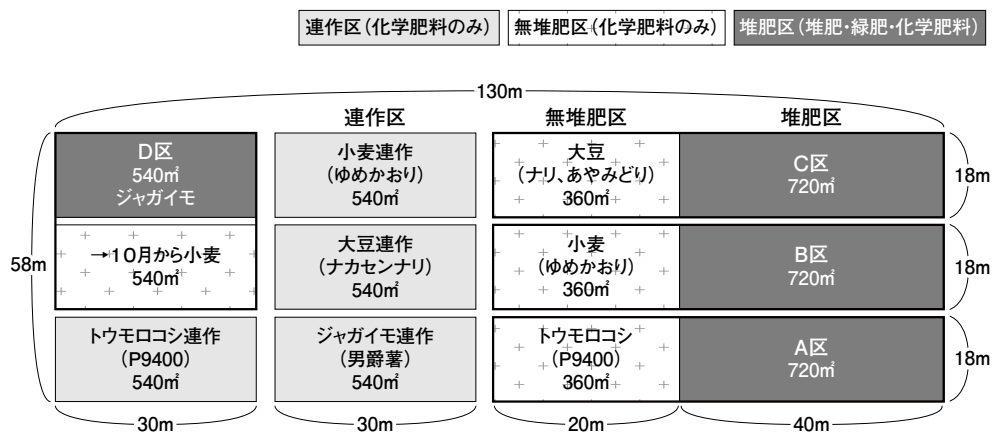 連作区（化学肥料のみ）
無堆肥区（化学肥料のみ）
堆肥区（堆肥・緑肥・化学肥料）
130m
連作区
無堆肥区
堆肥区
D区
540㎡
ジャガイモ
小麦連作
（ゆめかおり）
540㎡
大豆
（ナリ、あやみどり）
360㎡
C区
720㎡
18m
58m
→10月から小麦
540㎡
大豆連作
（ナカセンナリ）
540㎡
小麦
（ゆめかおり）
360㎡
B区
720㎡
18m
トウモロコシ連作
（P9400）
540㎡
ジャガイモ連作
（男爵薯）
540㎡
トウモロコシ
（P9400）
360㎡
A区
720㎡
18m
30m
30m
20m
40m